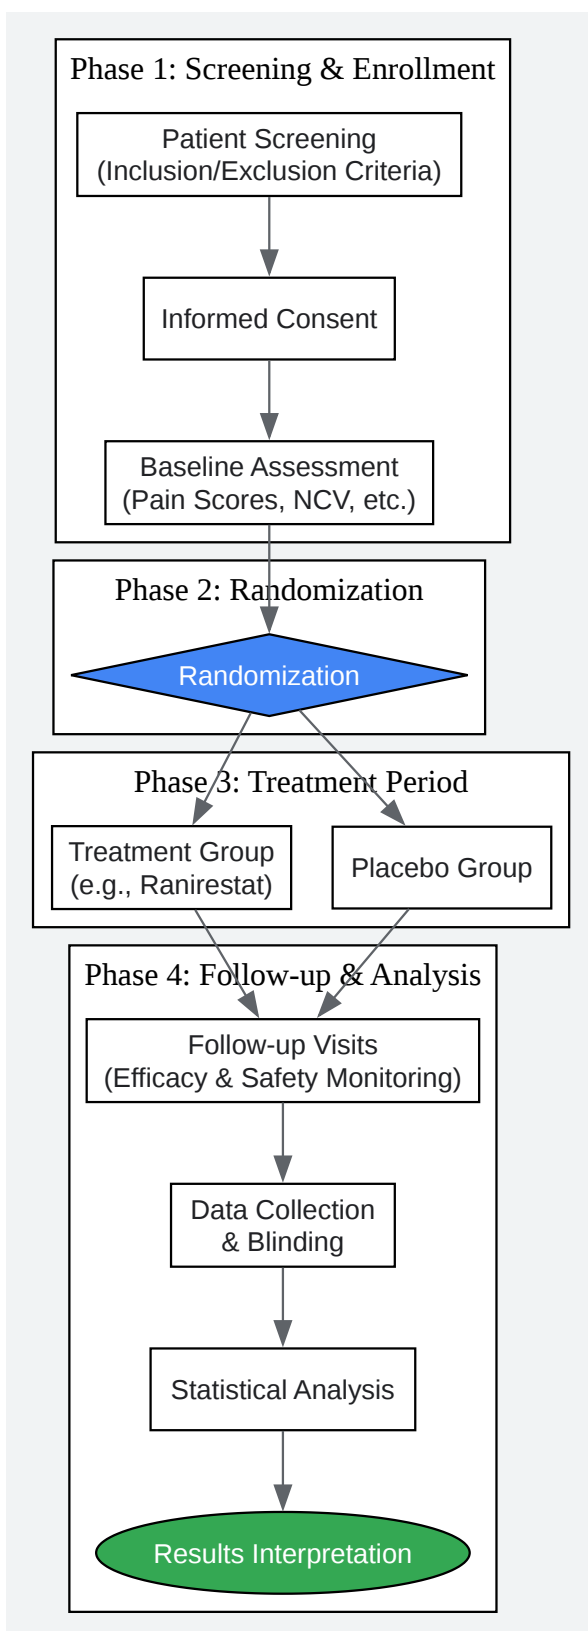 Phase 1: Screening & Enrollment
Patient Screening
(Inclusion/Exclusion Criteria)
Informed Consent
Baseline Assessment
(Pain Scores, NCV, etc.)
Phase 2: Randomization
Randomization
Phase 3: Treatment Period
Treatment Group
(e.g., Ranirestat)
Placebo Group
Phase 4: Follow-up & Analysis
Follow-up Visits
(Efficacy & Safety Monitoring)
Data Collection
& Blinding
Statistical Analysis
Results Interpretation